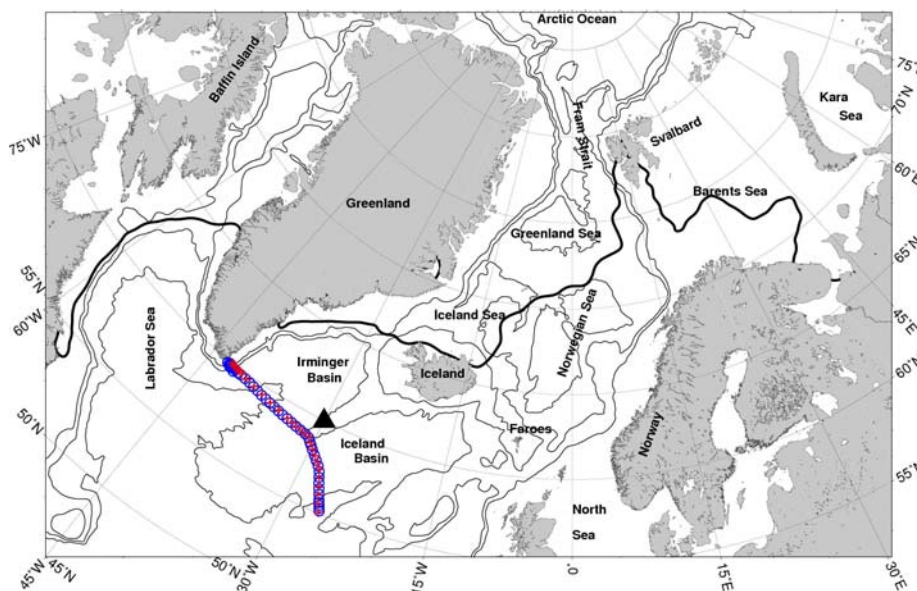 Arctic Ocean
Baffin Island
75°W
Fram Strait
Svalbard
Kara
Sea
75°N
70°N
60°E
Barents Sea
Greenland
Greenland Sea
65°N
55°N
60°W
Labrador Sea
Iceland Sea
Norwegian Sea
45°E
Irminger
Basin
Iceland
60°N
50°N
Iceland
Basin
Faroes
Norway
55°N
North
Sea
45°W
45°N
50°N
30°W
15°W
0°
15°E
30°E